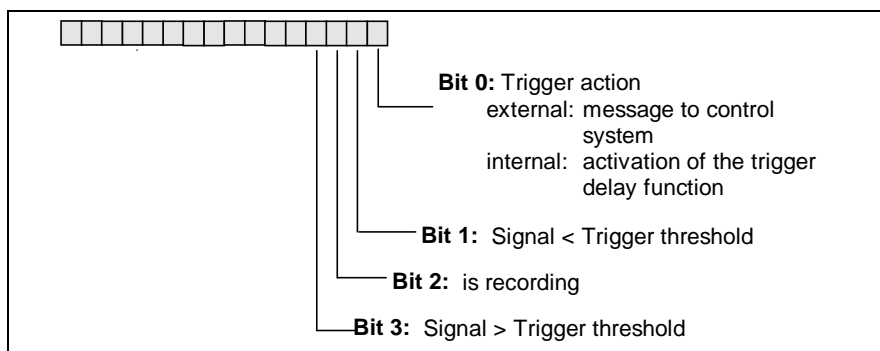 Bit 0: Trigger action
external: message to control
system
internal: activation of the trigger
delay function
Bit 1: Signal < Trigger threshold
Bit 2: is recording
Bit 3: Signal > Trigger threshold